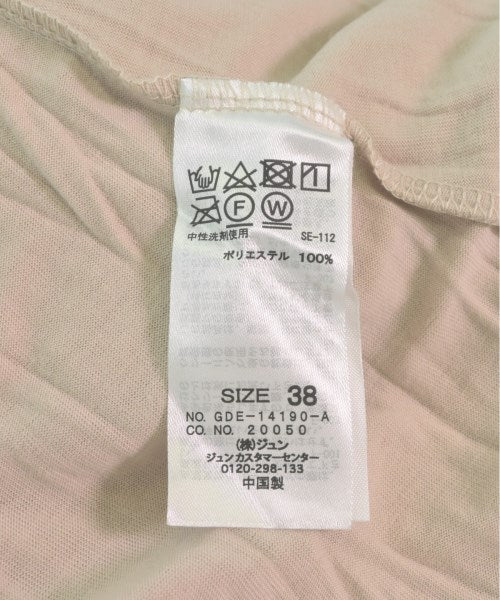 F W
中性洗剤使用 SE-112
ポリエステル 100%
SIZE 38
NO. GDE-14190-A
CO. NO. 20050
(株)ジュン
ジュンカスタマーセンター
0120-298-133
中国製